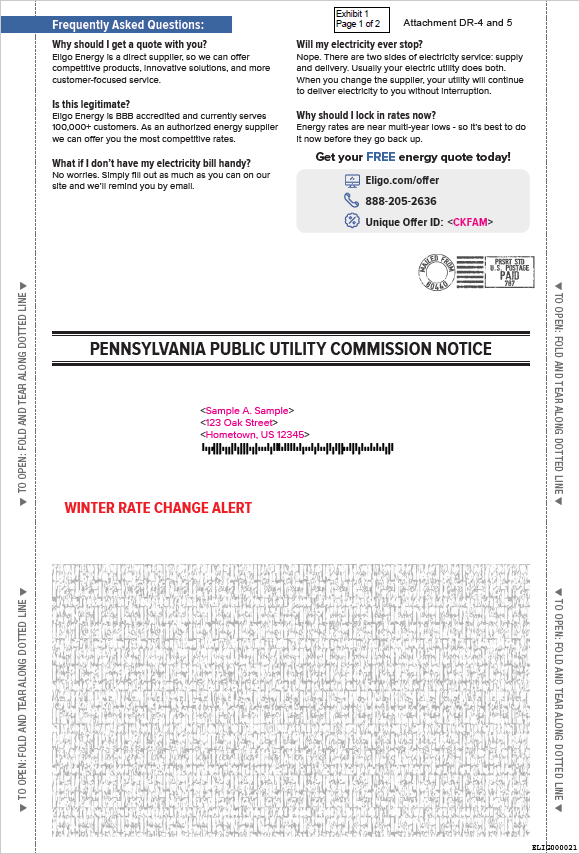 Frequently Asked Questions:
Exhibit 1
Page 1 of 2
Attachment DR-4 and 5
Why should I get a quote with you?
Eligo Energy is a direct supplier, so we can offer
competitive products, innovative solutions, and more
customer-focused service.
Is this legitimate?
Eligo Energy is BBB accredited and currently serves
100,000+ customers. As an authorized energy supplier
we can offer you the most competitive rates.
What if I don't have my electricity bill handy?
No worries. Simply fill out as much as you can on our
site and we'll remind you by email.
Will my electricity ever stop?
Nope. There are two sides of electricity service: supply
and delivery. Usually your electric utility does both.
When you change the supplier, your utility will continue
to deliver electricity to you without interruption.
Why should I lock in rates now?
Energy rates are near multi-year lows - so it's best to do
it now before they go back up.
Get your FREE energy quote today!
Eligo.com/offer
888-205-2636
Unique Offer ID: <CKFAM>
MAILED FROM
60440
PRSRT STD
U.S. POSTAGE
PAID
787
PENNSYLVANIA PUBLIC UTILITY COMMISSION NOTICE
<Sample A. Sample>
<123 Oak Street>
<Hometown, US 12345>
WINTER RATE CHANGE ALERT
TO OPEN: FOLD AND TEAR ALONG DOTTED LINE
TO OPEN: FOLD AND TEAR ALONG DOTTED LINE
TO OPEN: FOLD AND TEAR ALONG DOTTED LINE
TO OPEN: FOLD AND TEAR ALONG DOTTED LINE
ELIG000021